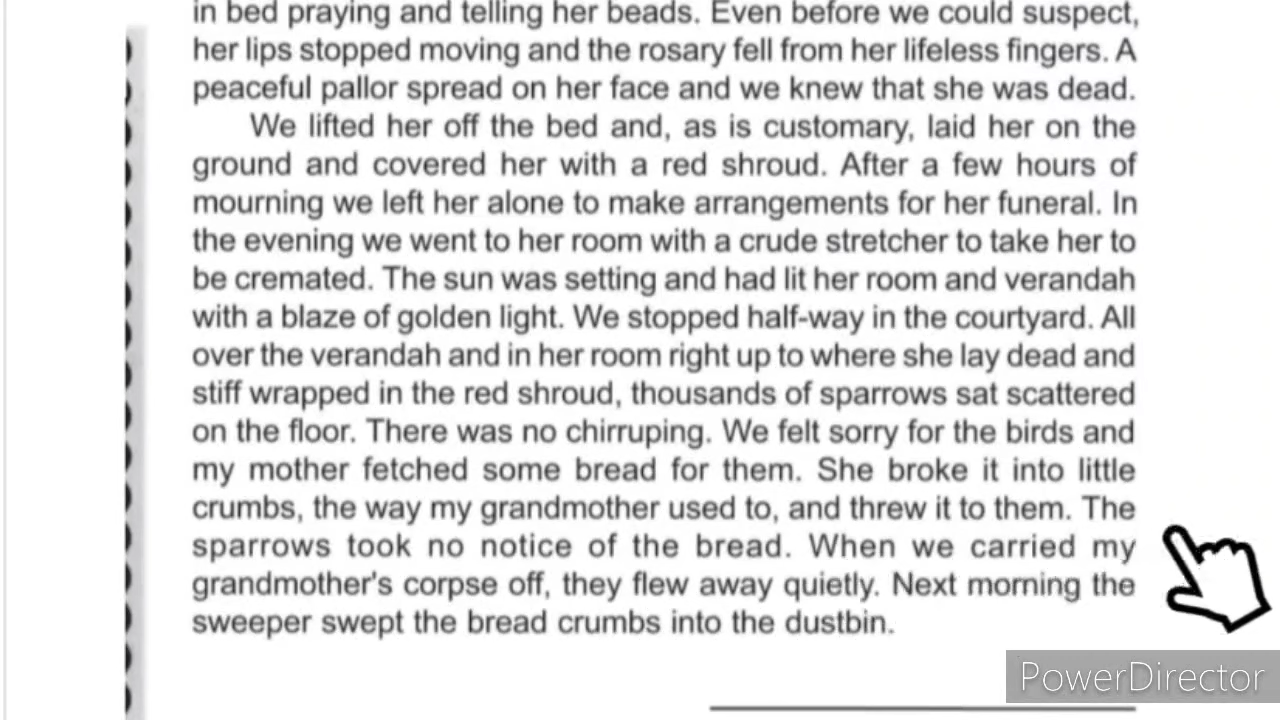 in bed praying and telling her beads. Even before we could suspect,
her lips stopped moving and the rosary fell from her lifeless fingers. A
peaceful pallor spread on her face and we knew that she was dead.
We lifted her off the bed and, as is customary, laid her on the
ground and covered her with a red shroud. After a few hours of
mourning we left her alone to make arrangements for her funeral. In
the evening we went to her room with a crude stretcher to take her to
be cremated. The sun was setting and had lit her room and verandah
with a blaze of golden light. We stopped half-way in the courtyard. All
over the verandah and in her room right up to where she lay dead and
stiff wrapped in the red shroud, thousands of sparrows sat scattered
on the floor. There was no chirruping. We felt sorry for the birds and
my mother fetched some bread for them. She broke it into little
crumbs, the way my grandmother used to, and threw it to them. The
sparrows took no notice of the bread. When we carried my
grandmother's corpse off, they flew away quietly. Next morning the
sweeper swept the bread crumbs into the dustbin.
PowerDirector